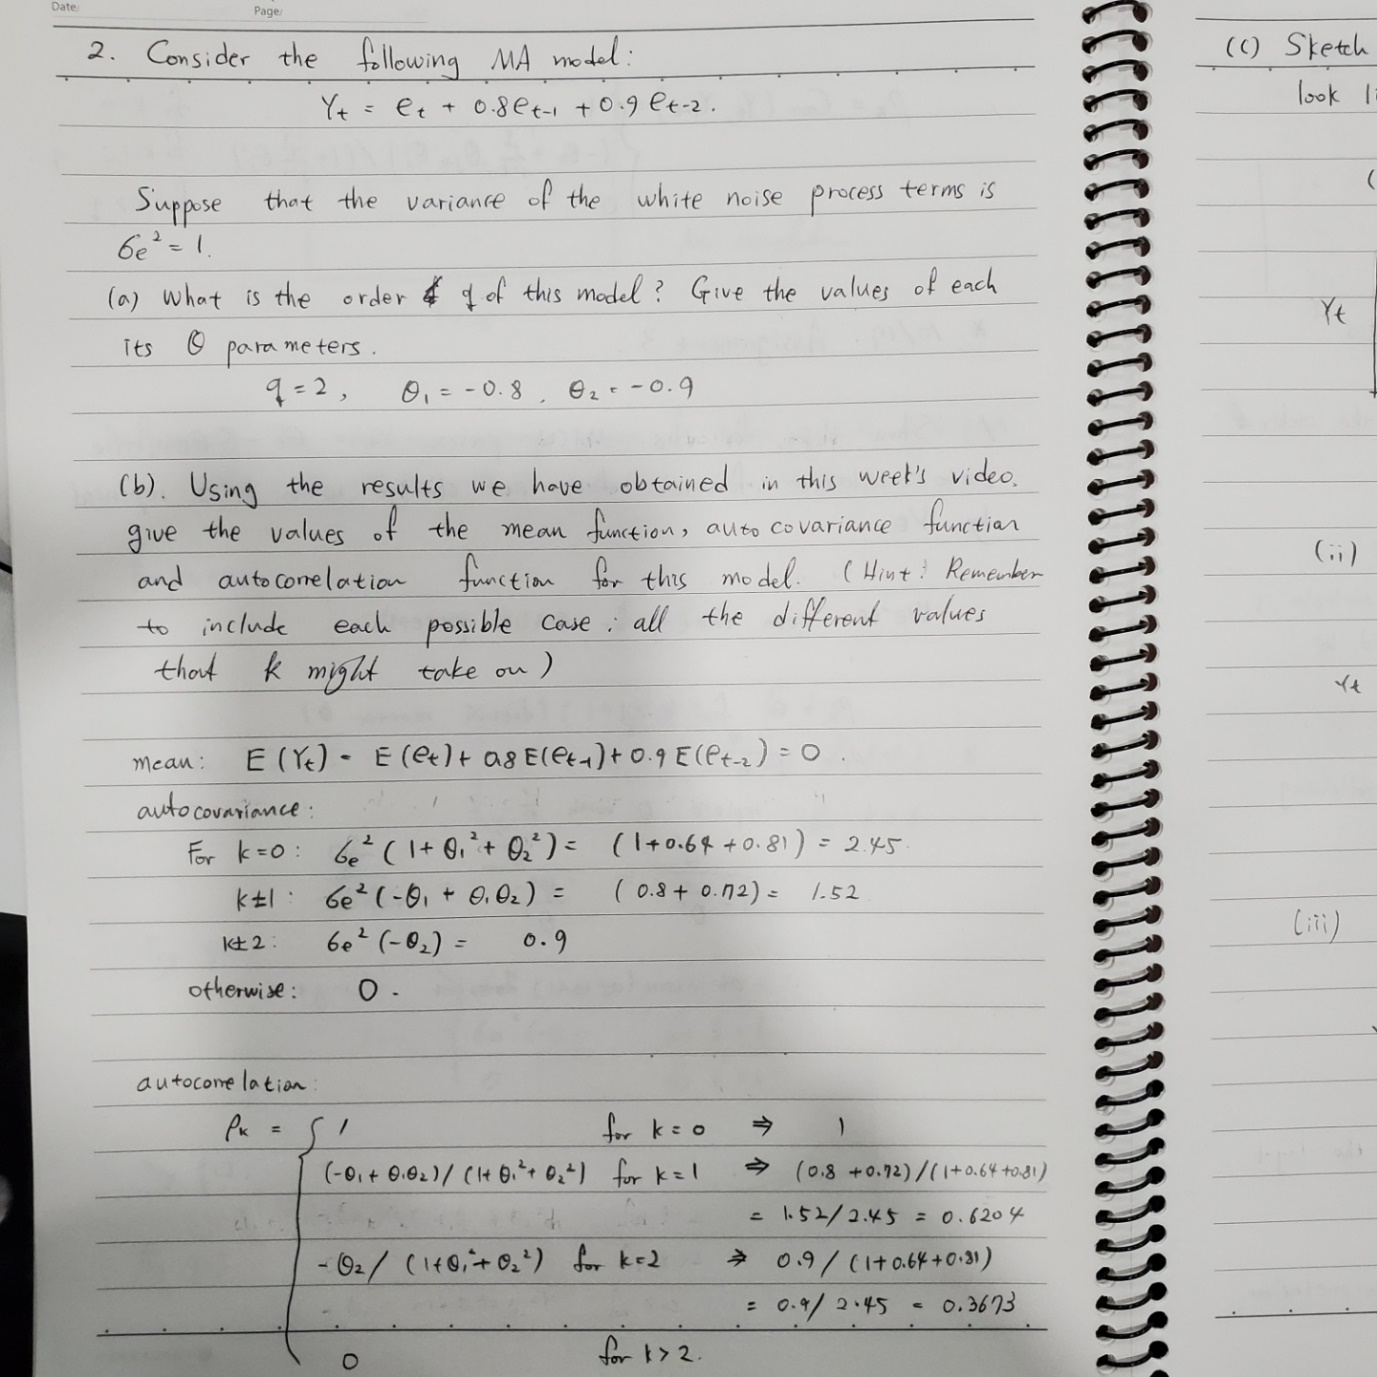 Date:
Page:
2. Consider the following MA model:
Yt = et + 0.8et-1 + 0.9 et-2.
Suppose that the variance of the white noise process terms is
σe² = 1.
(a) What is the order q of this model? Give the values of each
its θ parameters.
q = 2, θ₁ = -0.8, θ₂ = -0.9
(b). Using the results we have obtained in this week's video.
give the values of the mean function, auto covariance function
and autocorrelation function for this model. (Hint: Remember
to include each possible case: all the different values
that k might take on)
mean: E(Yt) = E(et) + 0.8E(et-1) + 0.9E(et-2) = 0.
autocovariance:
For k=0: σe²(1+θ₁²+θ₂²) = (1+0.64+0.81) = 2.45.
k±1: σe²(-θ₁ + θ₁θ₂) = (0.8 + 0.72) = 1.52
k±2: σe²(-θ₂) = 0.9
otherwise: 0.
autocorrelation:
ρk = { 1 for k = 0 ⇒ 1
(-θ₁ + θ₁θ₂) / (1+θ₁²+θ₂²) for k=1 ⇒ (0.8 + 0.72)/(1+0.64+0.81)
= 1.52/2.45 = 0.6204
-θ₂ / (1+θ₁²+θ₂²) for k=2 ⇒ 0.9 / (1+0.64+0.81)
= 0.9/2.45 = 0.3673
0 for k>2.
(c) Sketch
look
Yt
(ii)
Yt
(iii)